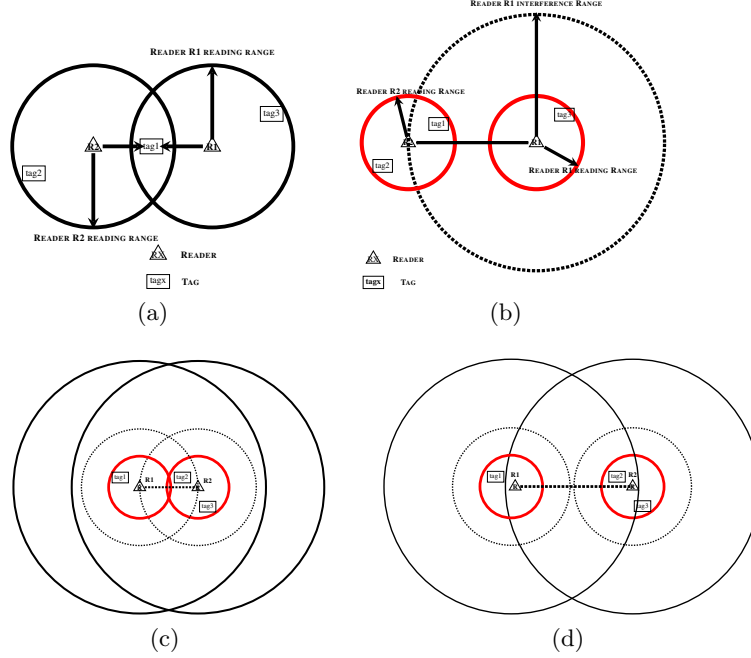 READER R1 READING RANGE
tag3
R2
tag1
R1
tag2
READER R2 READING RANGE
RX
READER
tagx
TAG
(a)
READER R1 INTERFERENCE RANGE
READER R2 READING RANGE
tag1
tag3
R1
tag2
READER R1 READING RANGE
RX
READER
tagx
TAG
(b)
tag1
R1
tag2
R2
R
R
tag3
(c)
tag1
R1
tag2
R2
R
R
tag3
(d)